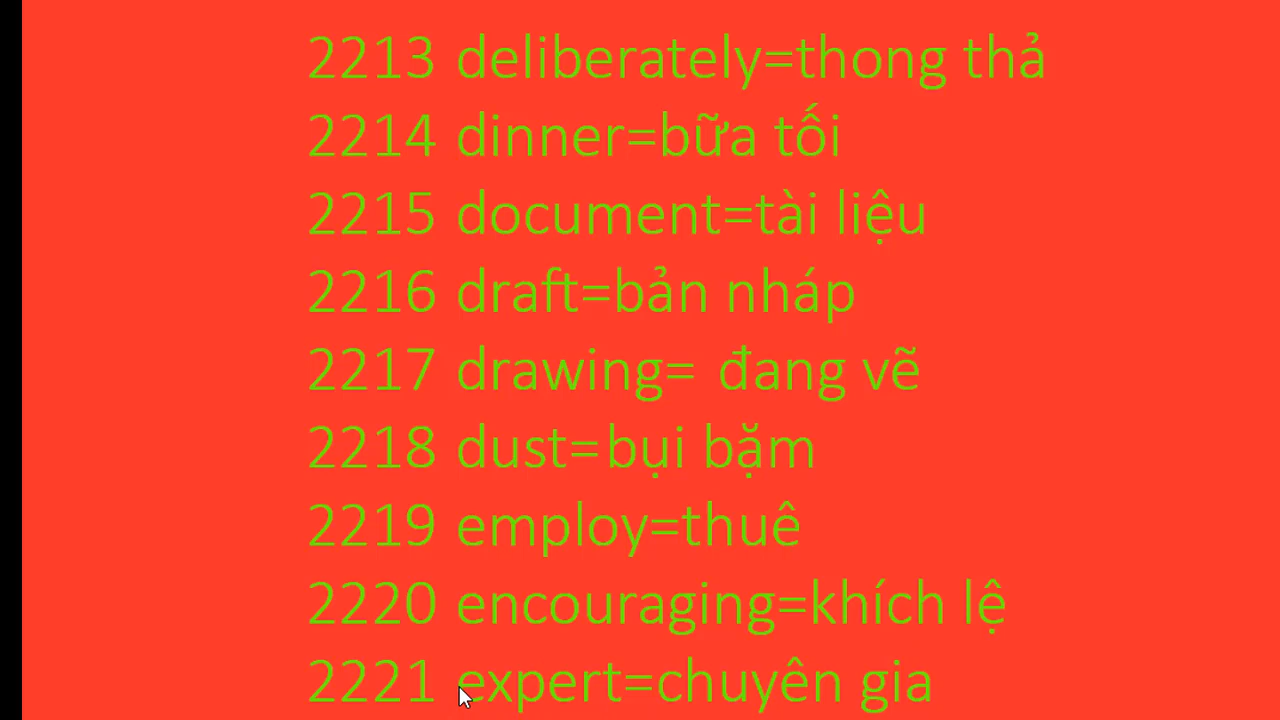 2213 deliberately=thong thả
2214 dinner=bữa tối
2215 document=tài liệu
2216 draft=bản nháp
2217 drawing= đang vẽ
2218 dust=bụi bặm
2219 employ=thuê
2220 encouraging=khích lệ
2221 expert=chuyên gia